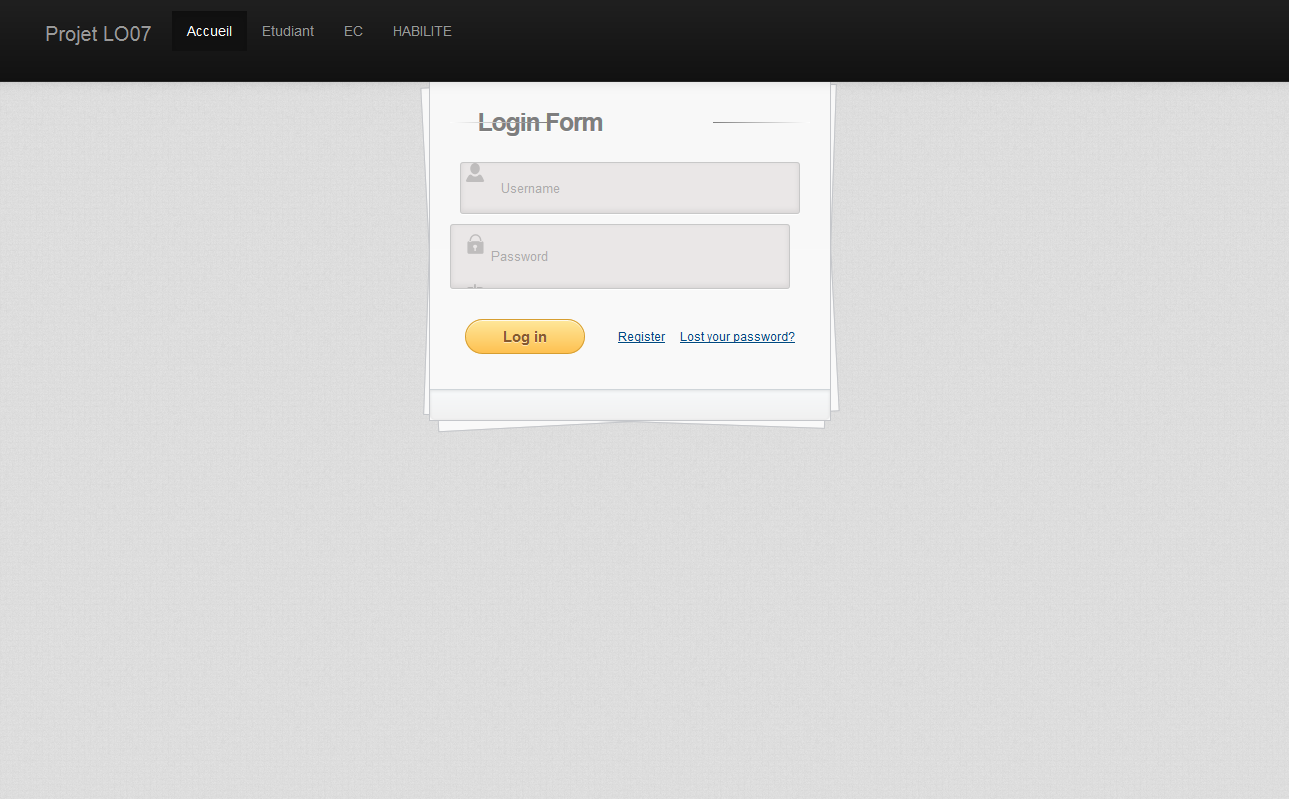 Projet LO07 Accueil Etudiant EC HABILITE
Login Form
Username
Password
Log in Register Lost your password?